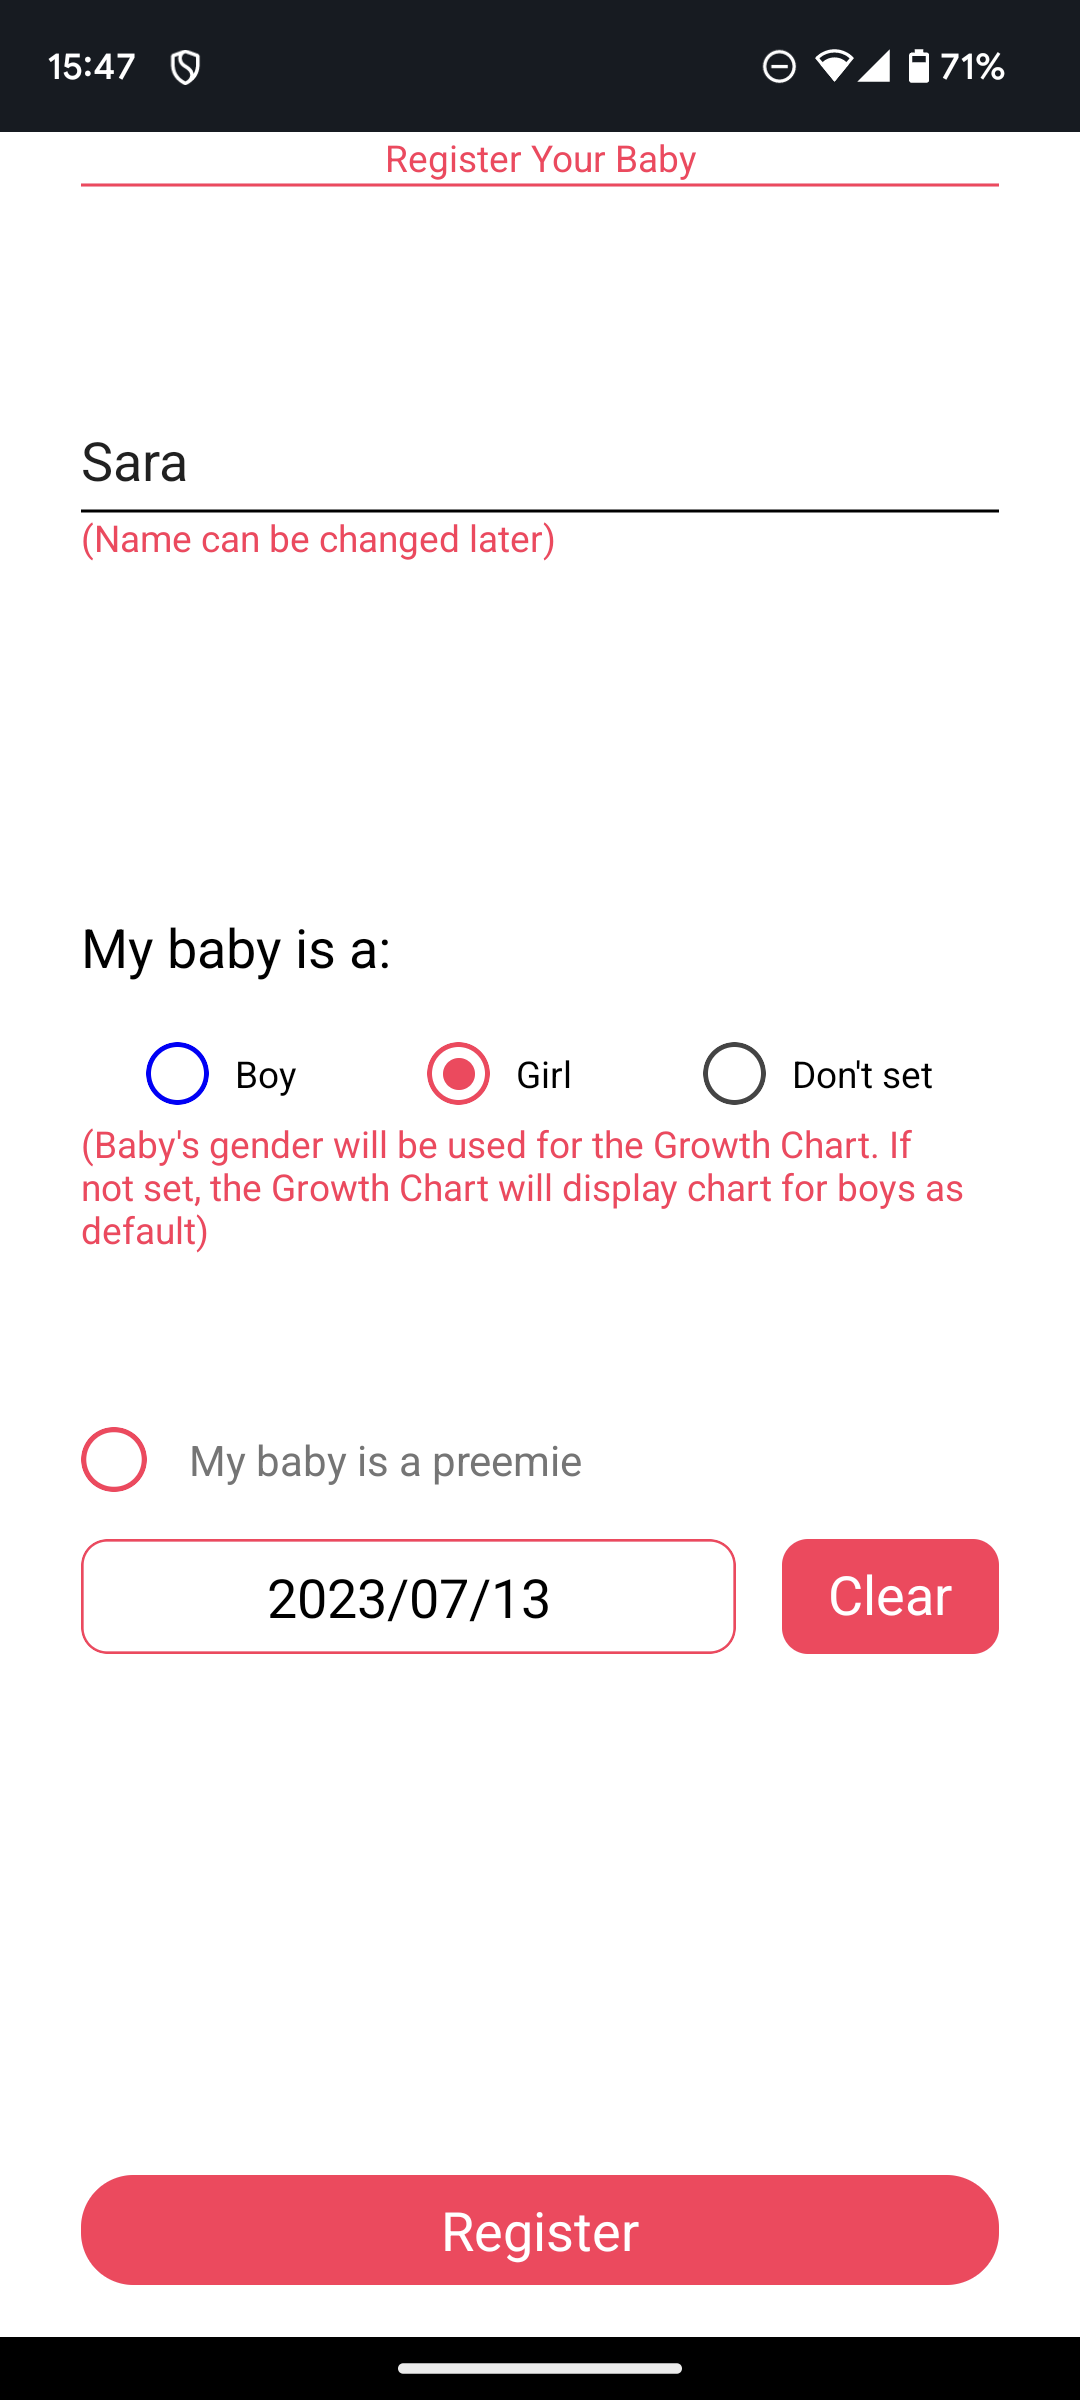 15:47 71%
Register Your Baby
Sara
(Name can be changed later)
My baby is a:
Boy Girl Don't set
(Baby's gender will be used for the Growth Chart. If
not set, the Growth Chart will display chart for boys as
default)
My baby is a preemie
2023/07/13 Clear
Register